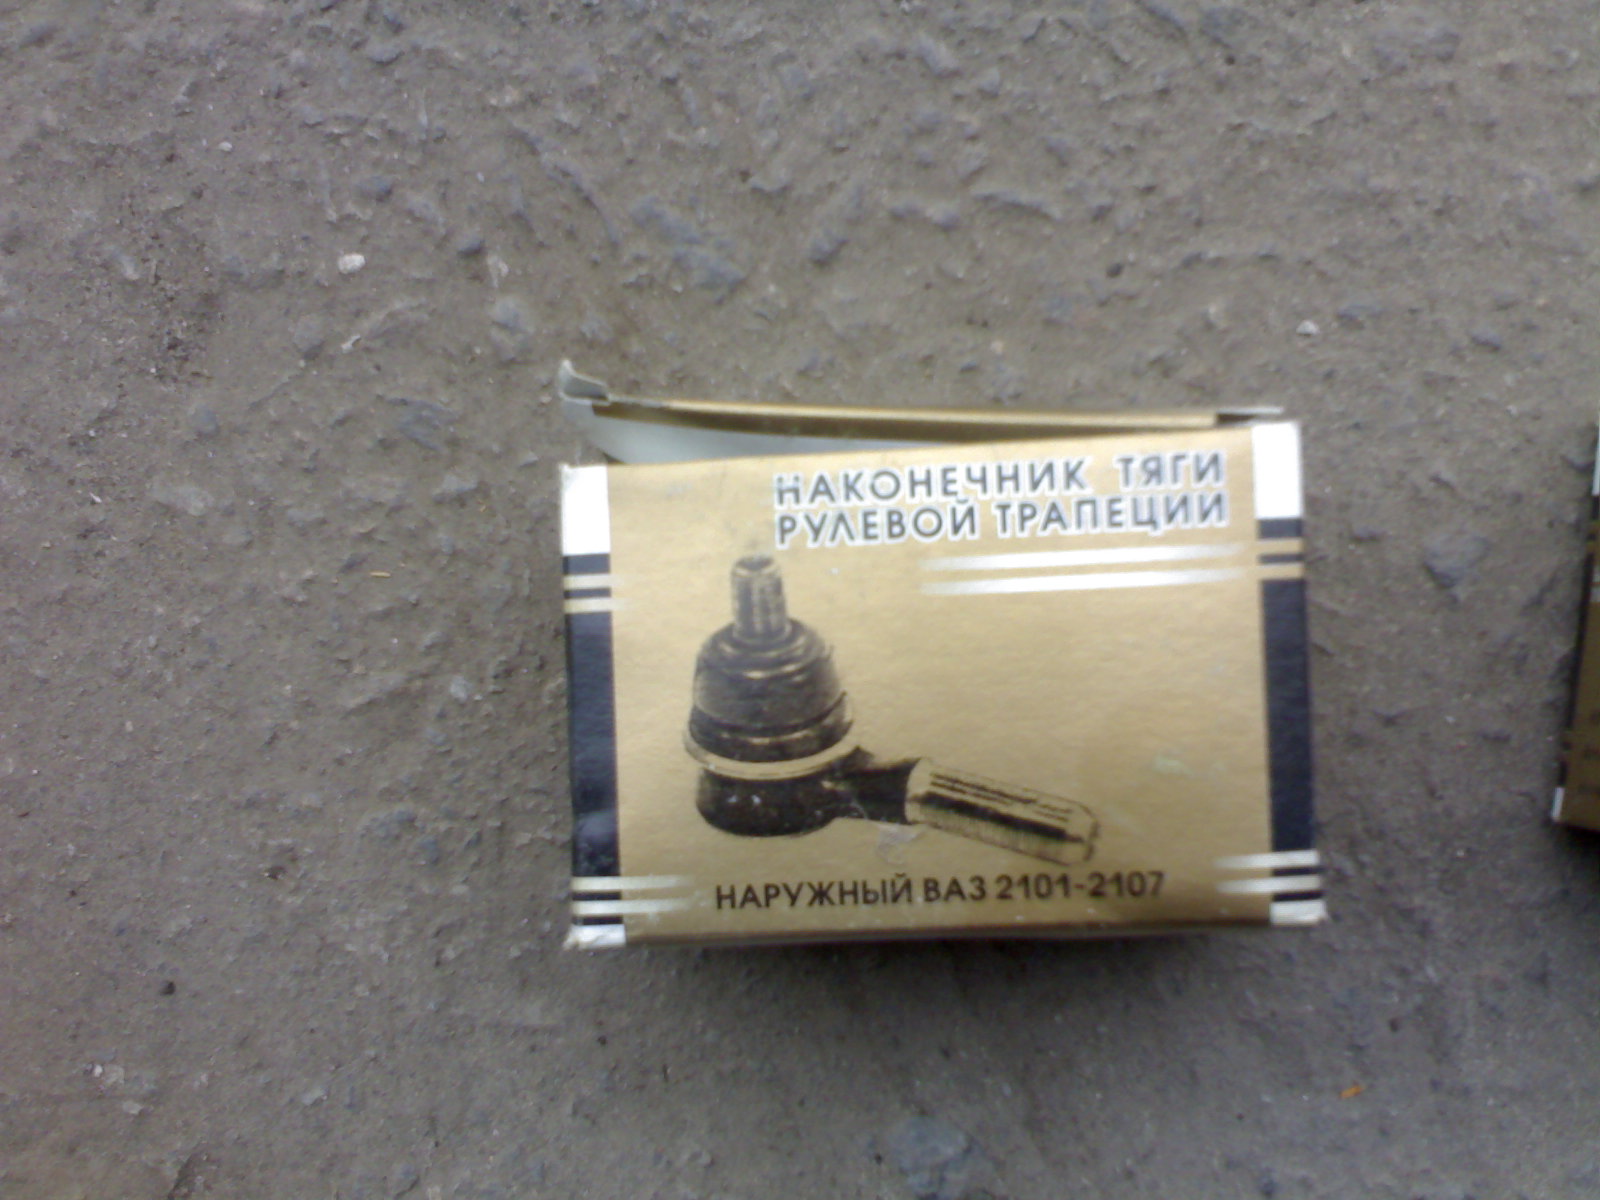 НАКОНЕЧНИК ТЯГИ
РУЛЕВОЙ ТРАПЕЦИИ
НАРУЖНЫЙ ВАЗ 2101-2107